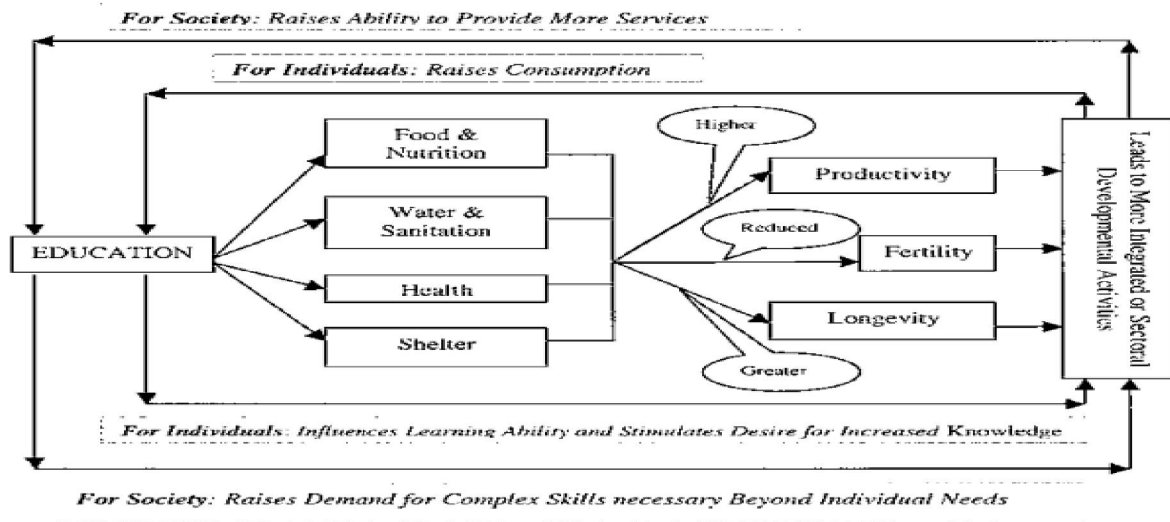 For Society: Raises Ability to Provide More Services
For Individuals: Raises Consumption
Higher
Food &
Nutrition
Productivity
Water &
Sanitation
Reduced
EDUCATION
Fertility
Health
Longevity
Shelter
Greater
Leads to More Integrated or Sectoral
Developmental Activities
For Individuals: Influences Learning Ability and Stimulates Desire for Increased Knowledge
For Society: Raises Demand for Complex Skills necessary Beyond Individual Needs